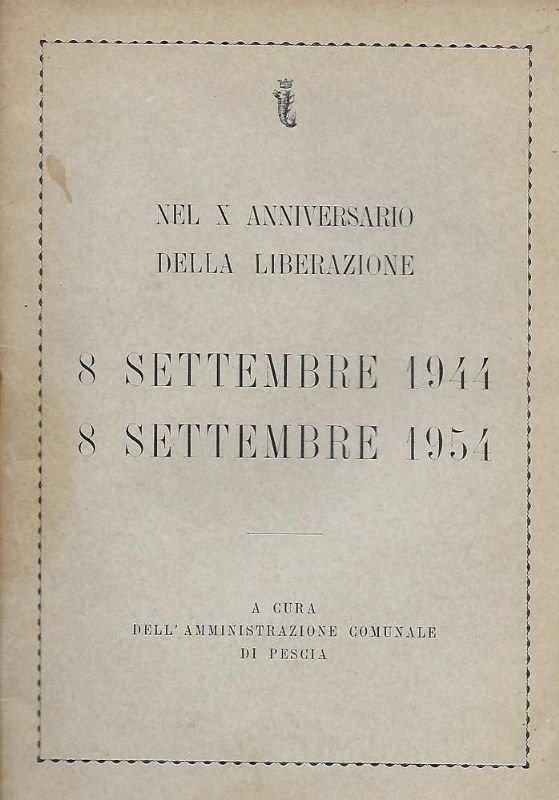 NEL X ANNIVERSARIO
DELLA LIBERAZIONE
8 SETTEMBRE 1944
8 SETTEMBRE 1954
A CURA
DELL'AMMINISTRAZIONE COMUNALE
DI PESCIA